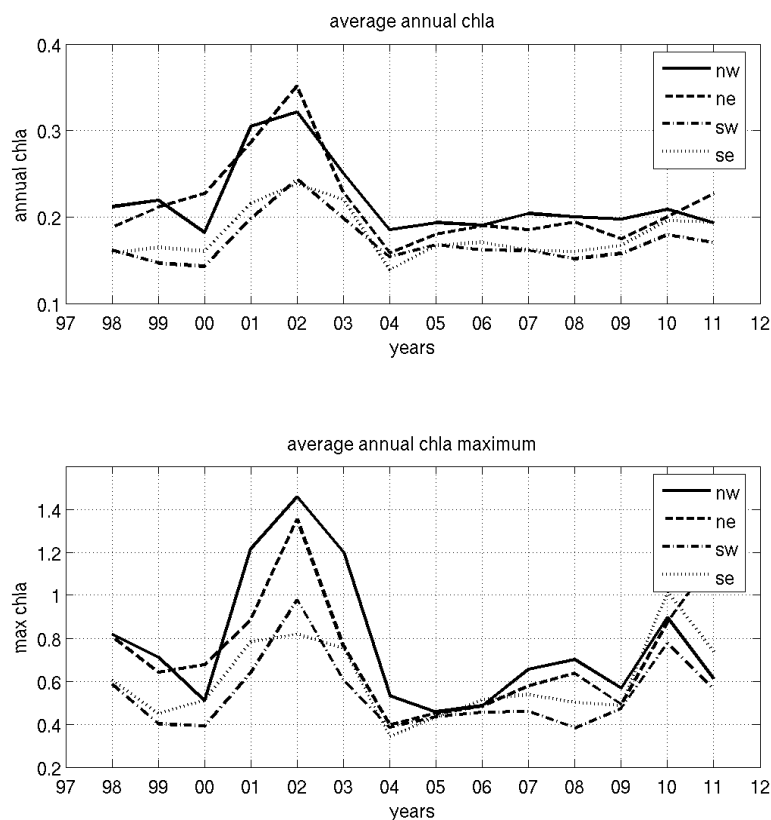 average annual chla
0.4
0.3
0.2
0.1
annual chla
nw
ne
sw
se
97 98 99 00 01 02 03 04 05 06 07 08 09 10 11 12
years
average annual chla maximum
1.4
1.2
1
0.8
0.6
0.4
0.2
max chla
nw
ne
sw
se
97 98 99 00 01 02 03 04 05 06 07 08 09 10 11 12
years